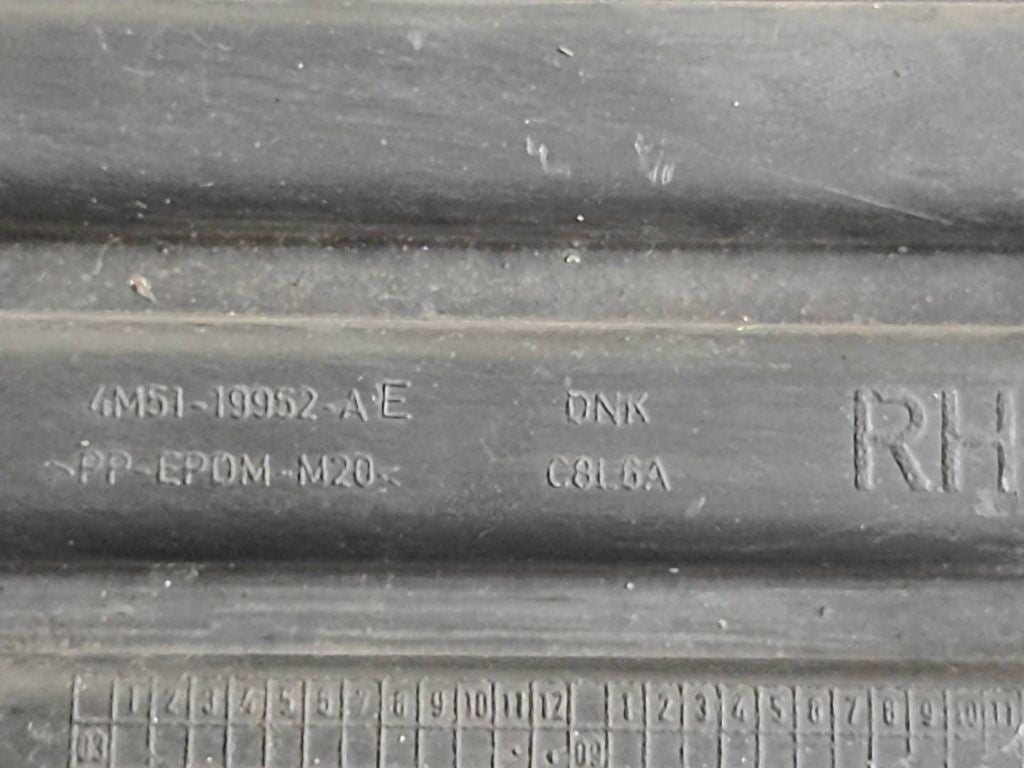 4M51-19952-AE DNK RH
>PP-EPDM-M20< C8L6A
1 2 3 4 5 6 7 8 9 10 11 12 1 2 3 4 5 6 7 8 9 10 11
03 09